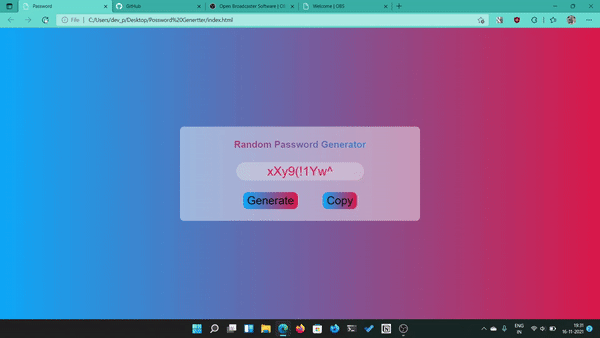 Password
GitHub
Open Broadcaster Software | O
Welcome | OBS
File | C:/Users/dev_p/Desktop/Password%20Genertter/index.html
Random Password Generator
xXy9(!1Yw^
Generate Copy
ENG
IN
19:31
16-11-2021